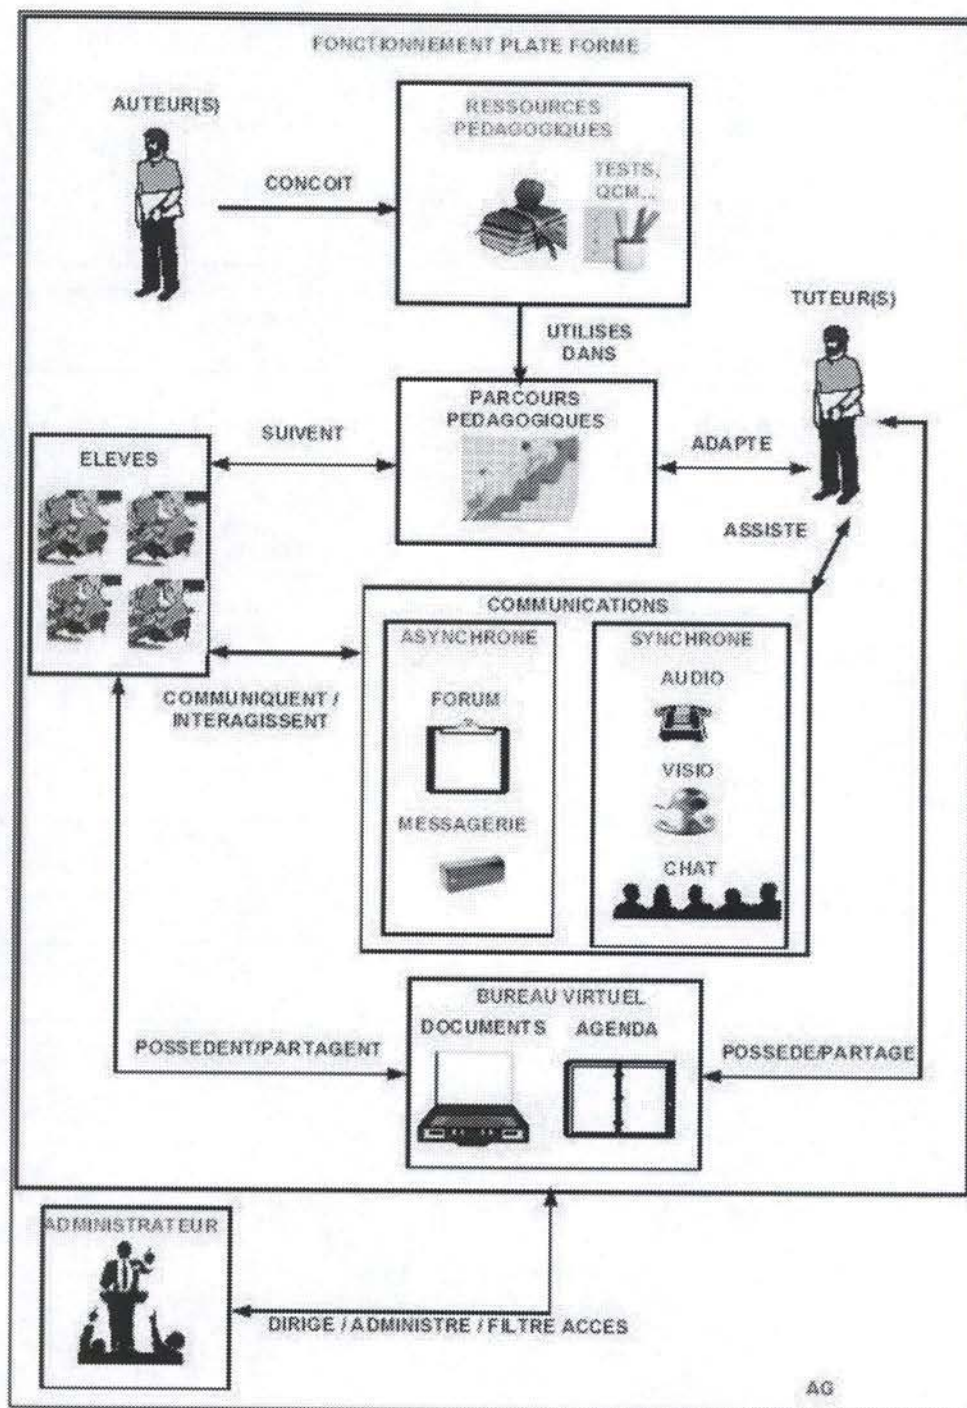 FONCTIONNEMENT PLATE FORME
AUTEUR(S)
CONCOIT
RESSOURCES
PEDAGOGIQUES
TESTS,
QCM...
TUTEUR(S)
UTILISES
DANS
PARCOURS
PEDAGOGIQUES
SUIVENT
ADAPTE
ELEVES
ASSISTE
COMMUNICATIONS
ASYNCHRONE
FORUM
MESSAGERIE
SYNCHRONE
AUDIO
VISIO
CHAT
COMMUNIQUENT /
INTERAGISSENT
BUREAU VIRTUEL
DOCUMENTS
AGENDA
POSSEDENT/PARTAGENT
POSSEDE/PARTAGE
ADMINISTRATEUR
DIRIGE / ADMINISTRE / FILTRE ACCES
AG